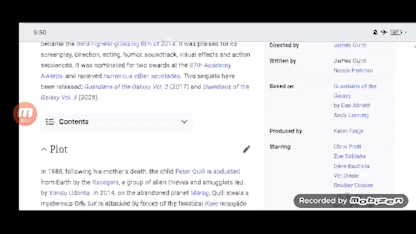 5:50
became the third-highest-grossing film of 2014. It was praised for its
screenplay, direction, acting, humor, soundtrack, visual effects and action
sequences. It was nominated for two awards at the 87th Academy
Awards and received numerous other accolades. Two sequels have
been released: Guardians of the Galaxy Vol. 2 (2017) and Guardians of the
Galaxy Vol. 3 (2023).
Contents
Plot
In 1988, following his mother's death, the child Peter Quill is abducted
from Earth by the Ravagers, a group of alien thieves and smugglers led
by Yondu Udonta. In 2014, on the abandoned planet Morag, Quill steals a
mysterious Orb, but is attacked by forces of the fanatical Kree renegade
Directed by
James Gunn
Written by
James Gunn
Nicole Perlman
Based on
Guardians of the
Galaxy
by Dan Abnett
Andy Lanning
Produced by
Kevin Feige
Starring
Chris Pratt
Zoe Saldaña
Dave Bautista
Vin Diesel
Bradley Cooper
Recorded by mobizen